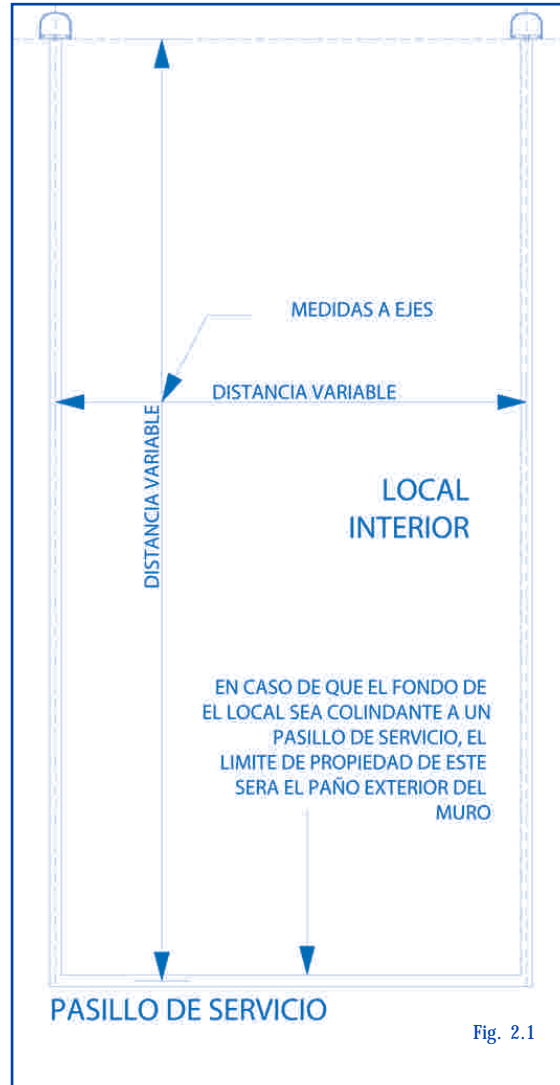 MEDIDAS A EJES
DISTANCIA VARIABLE
DISTANCIA VARIABLE
LOCAL
INTERIOR
EN CASO DE QUE EL FONDO DE
EL LOCAL SEA COLINDANTE A UN
PASILLO DE SERVICIO, EL
LIMITE DE PROPIEDAD DE ESTE
SERA EL PAÑO EXTERIOR DEL
MURO
PASILLO DE SERVICIO
Fig. 2.1